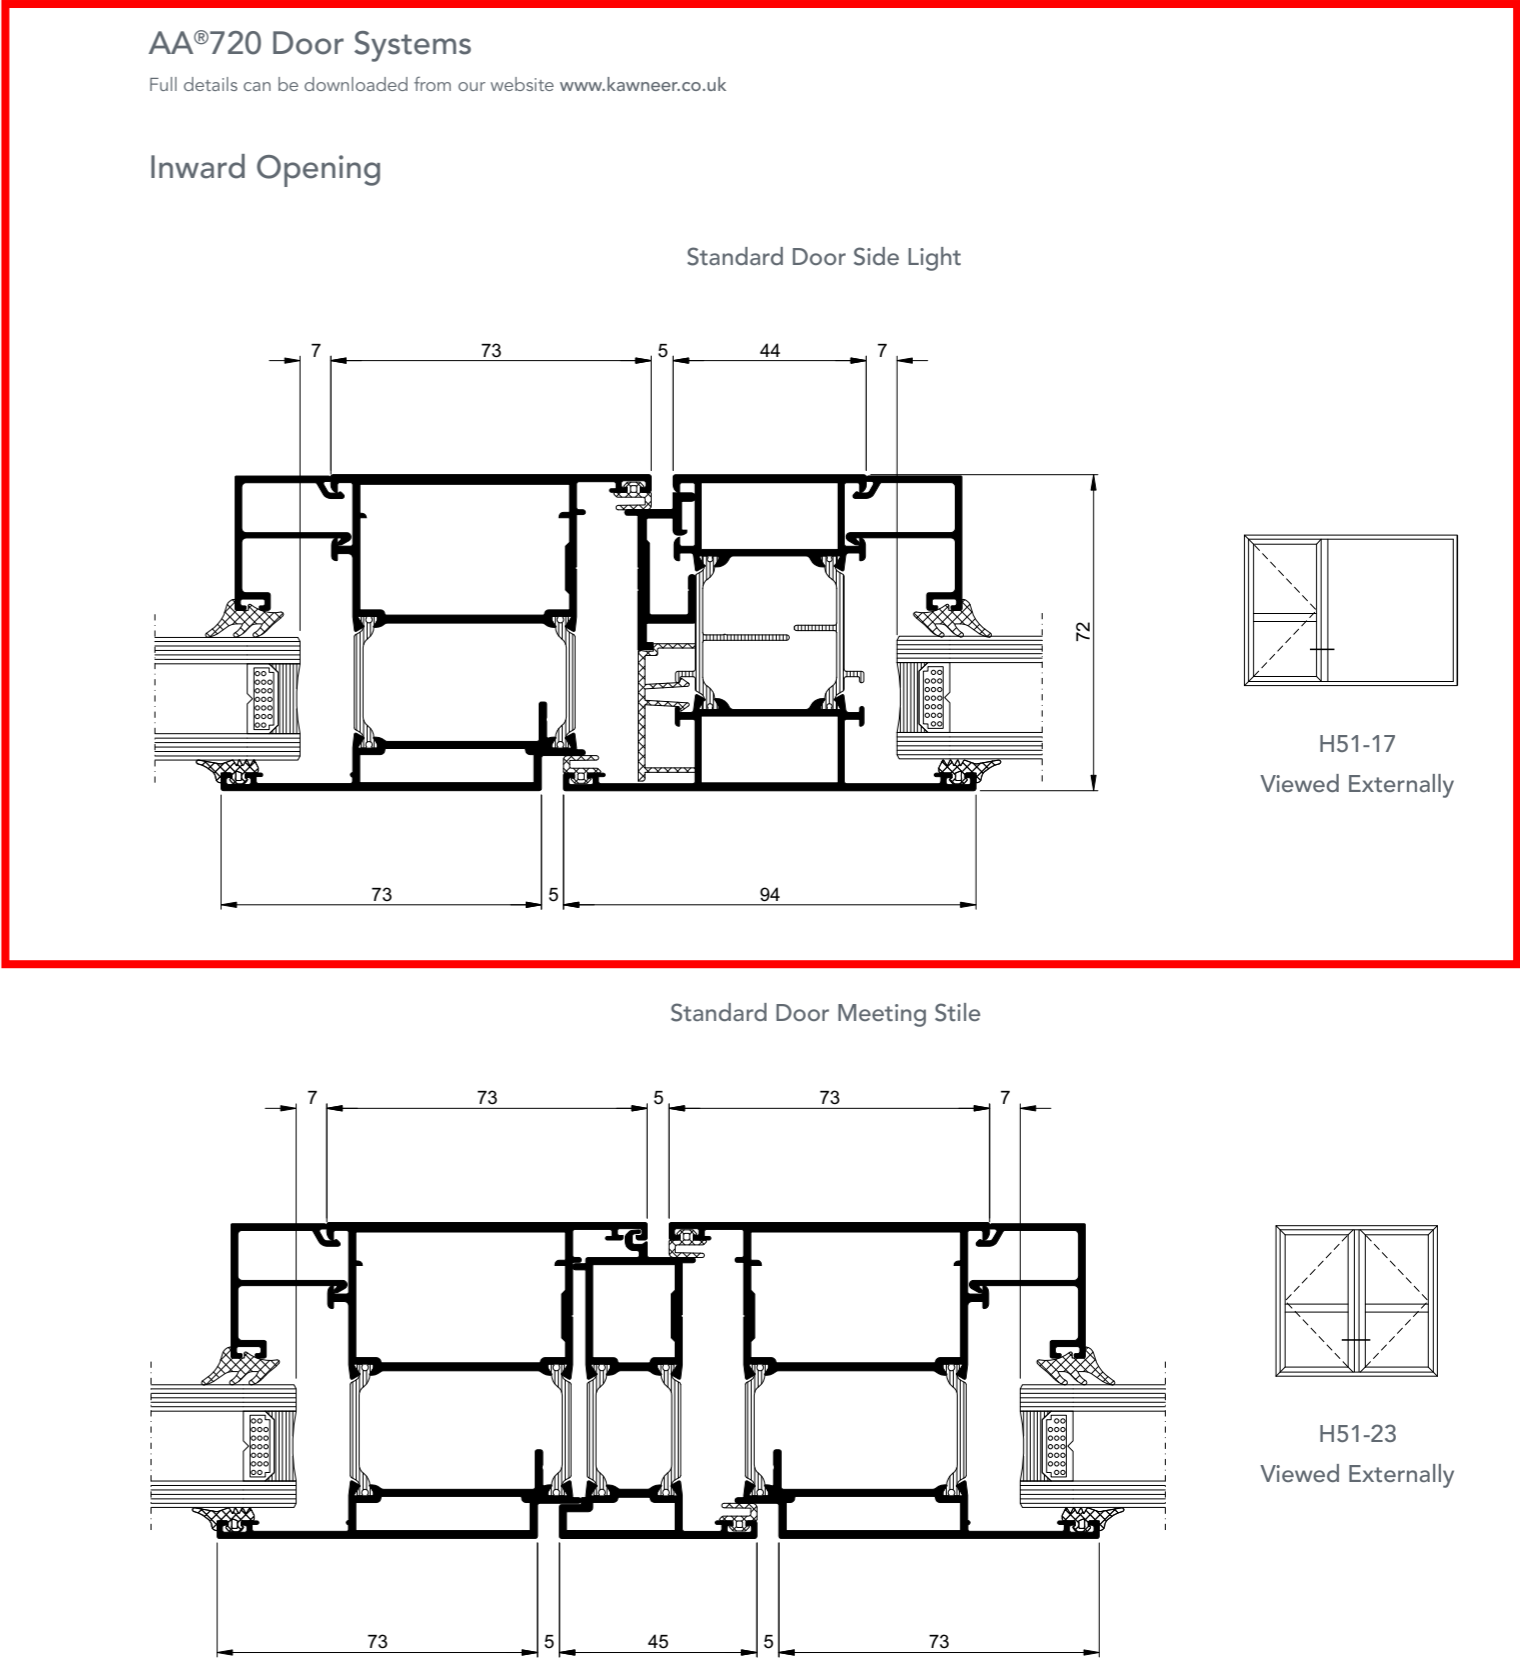 AA®720 Door Systems
Full details can be downloaded from our website www.kawneer.co.uk
Inward Opening
Standard Door Side Light
7 73 5 44 7
72
H51-17
Viewed Externally
73 5 94
Standard Door Meeting Stile
7 73 5 73 7
H51-23
Viewed Externally
73 5 45 5 73